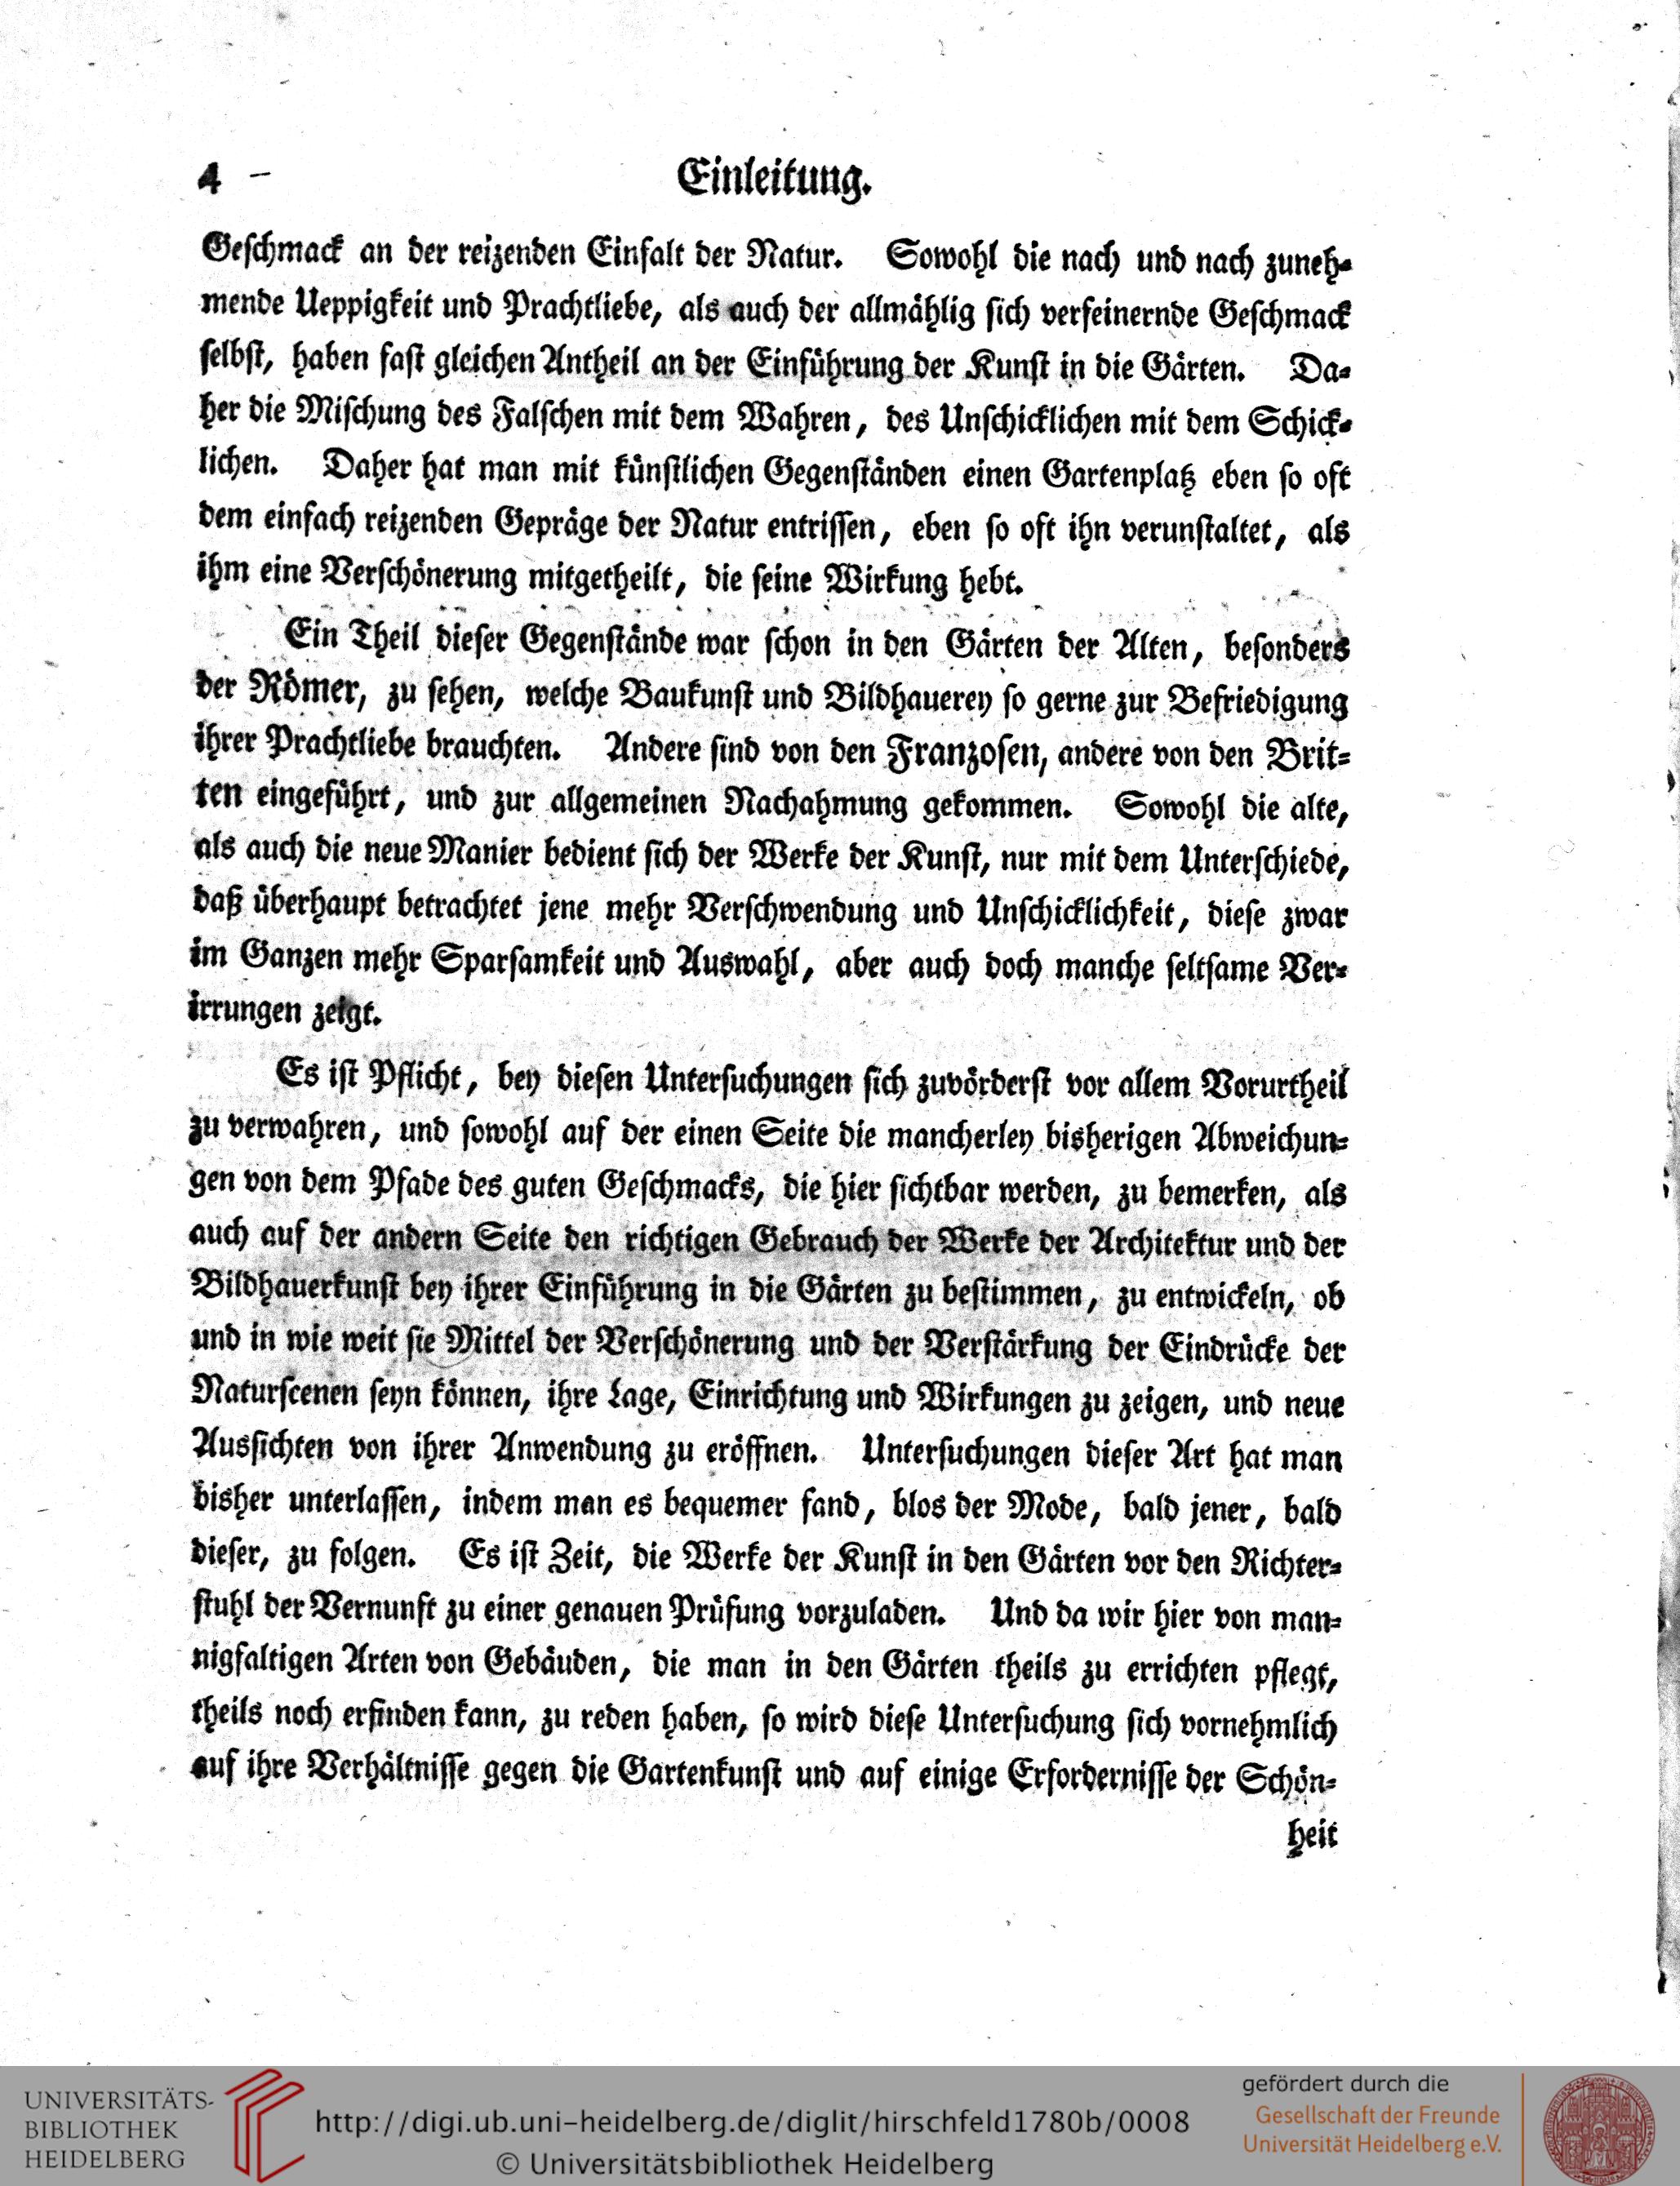 4 –
Einleitung.
Geschmack an der reizenden Einfalt der Natur. Sowohl die nach und nach zuneh-
mende Ueppigkeit und Prachtliebe, als auch der allmählig sich verfeinernde Geschmack
selbst, haben fast gleichen Antheil an der Einführung der Kunst in die Gärten. Da-
her die Mischung des Falschen mit dem Wahren, des Unschicklichen mit dem Schick-
lichen. Daher hat man mit künstlichen Gegenständen einen Gartenplatz eben so oft
dem einfach reizenden Gepräge der Natur entrissen, eben so oft ihn verunstaltet, als
ihm eine Verschönerung mitgetheilt, die seine Wirkung hebt.
Ein Theil dieser Gegenstände war schon in den Gärten der Alten, besonders
der Römer, zu sehen, welche Baukunst und Bildhauerey so gerne zur Befriedigung
ihrer Prachtliebe brauchten. Andere sind von den Franzosen, andere von den Brit-
ten eingeführt, und zur allgemeinen Nachahmung gekommen. Sowohl die alte,
als auch die neue Manier bedient sich der Werke der Kunst, nur mit dem Unterschiede,
daß überhaupt betrachtet jene mehr Verschwendung und Unschicklichkeit, diese zwar
im Ganzen mehr Sparsamkeit und Auswahl, aber auch doch manche seltsame Ver-
irrungen zeigt.
Es ist Pflicht, bey diesen Untersuchungen sich zuvörderst vor allem Vorurtheil
zu verwahren, und sowohl auf der einen Seite die mancherley bisherigen Abweichun-
gen von dem Pfade des guten Geschmacks, die hier sichtbar werden, zu bemerken, als
auch auf der andern Seite den richtigen Gebrauch der Werke der Architektur und der
Bildhauerkunst bey ihrer Einführung in die Gärten zu bestimmen, zu entwickeln, ob
und in wie weit sie Mittel der Verschönerung und der Verstärkung der Eindrücke der
Naturscenen seyn können, ihre Lage, Einrichtung und Wirkungen zu zeigen, und neue
Aussichten von ihrer Anwendung zu eröffnen. Untersuchungen dieser Art hat man
bisher unterlassen, indem man es bequemer fand, blos der Mode, bald jener, bald
dieser, zu folgen. Es ist Zeit, die Werke der Kunst in den Gärten vor den Richter-
stuhl der Vernunft zu einer genauen Prüfung vorzuladen. Und da wir hier von man-
nigfaltigen Arten von Gebäuden, die man in den Gärten theils zu errichten pflegt,
theils noch erfinden kann, zu reden haben, so wird diese Untersuchung sich vornehmlich
auf ihre Verhältnisse gegen die Gartenkunst und auf einige Erfordernisse der Schön-
heit
UNIVERSITÄTS-
BIBLIOTHEK
HEIDELBERG
http://digi.ub.uni-heidelberg.de/diglit/hirschfeld1780b/0008
© Universitätsbibliothek Heidelberg
gefördert durch die
Gesellschaft der Freunde
Universität Heidelberg e.V.